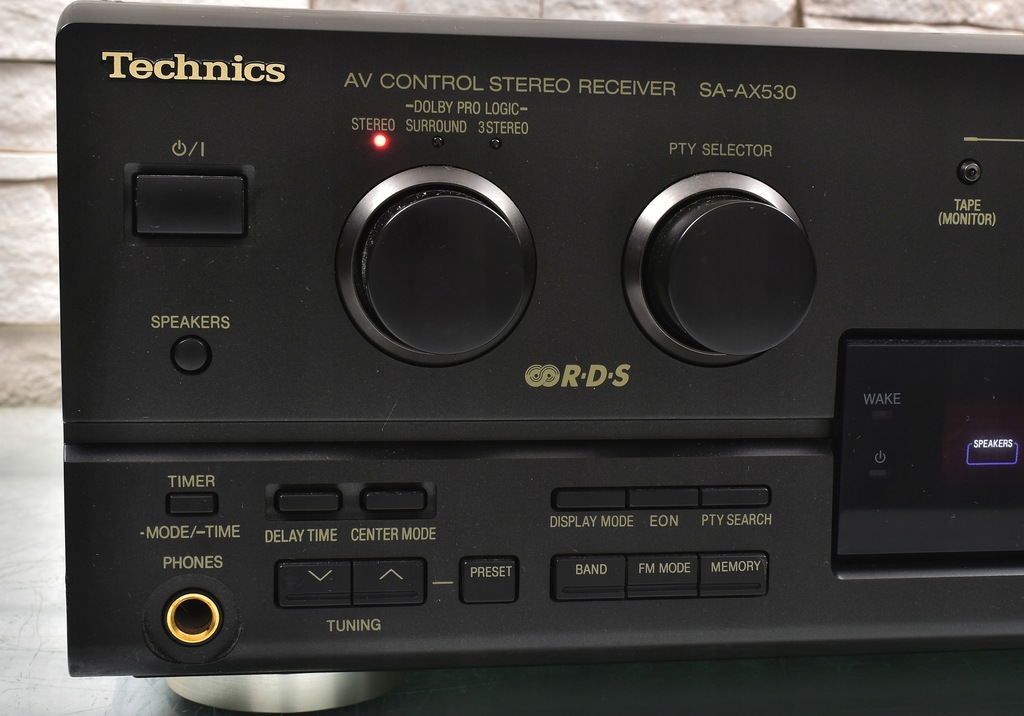 Technics
AV CONTROL STEREO RECEIVER SA-AX530
-DOLBY PRO LOGIC-
STEREO SURROUND 3STEREO
⏻/I
PTY SELECTOR
TAPE
(MONITOR)
SPEAKERS
R·D·S
WAKE
SPEAKERS
⏻
TIMER
-MODE/–TIME
DELAY TIME CENTER MODE
DISPLAY MODE EON PTY SEARCH
PHONES
PRESET
BAND FM MODE MEMORY
TUNING